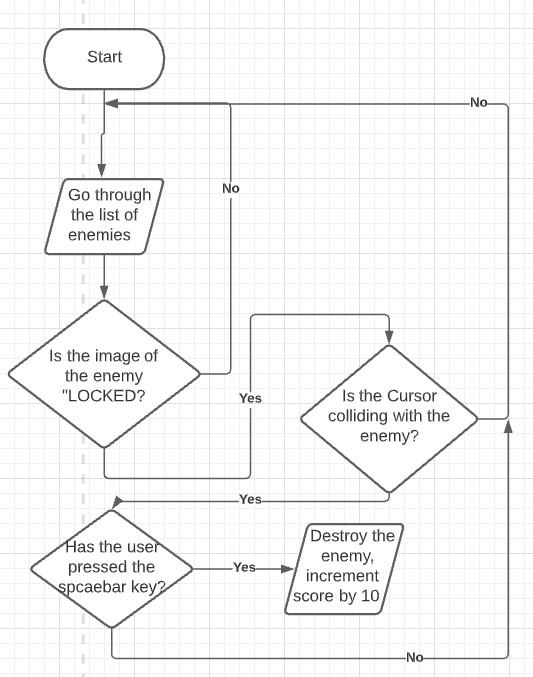 Start
No
No
Go through
the list of
enemies
Is the image of
the enemy
"LOCKED?
Yes
Is the Cursor
colliding with the
enemy?
Yes
Has the user
pressed the
spcaebar key?
Yes
Destroy the
enemy,
increment
score by 10
No